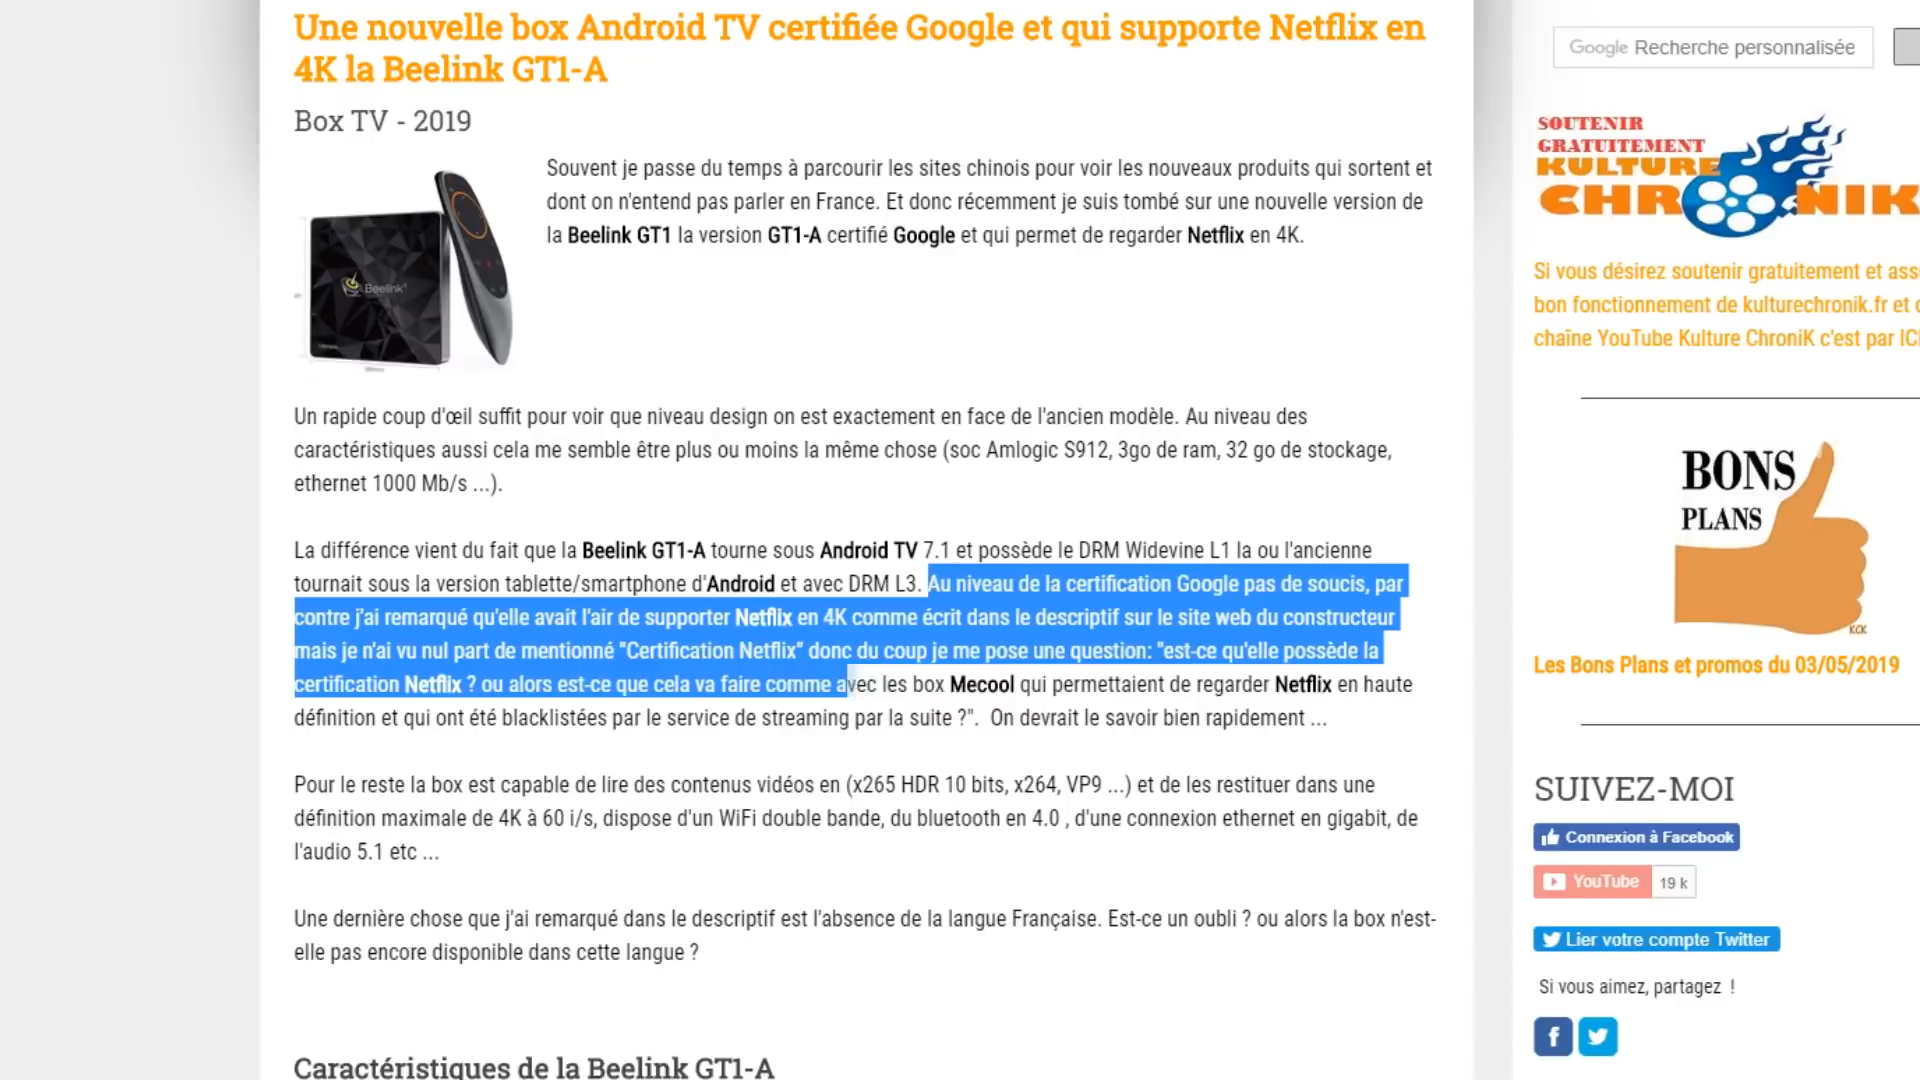 Une nouvelle box Android TV certifiée Google et qui supporte Netflix en
4K la Beelink GT1-A
Box TV - 2019
Souvent je passe du temps à parcourir les sites chinois pour voir les nouveaux produits qui sortent et
dont on n'entend pas parler en France. Et donc récemment je suis tombé sur une nouvelle version de
la Beelink GT1 la version GT1-A certifié Google et qui permet de regarder Netflix en 4K.
Beelink
Un rapide coup d'œil suffit pour voir que niveau design on est exactement en face de l'ancien modèle. Au niveau des
caractéristiques aussi cela me semble être plus ou moins la même chose (soc Amlogic S912, 3go de ram, 32 go de stockage,
ethernet 1000 Mb/s ...).
La différence vient du fait que la Beelink GT1-A tourne sous Android TV 7.1 et possède le DRM Widevine L1 la ou l'ancienne
tournait sous la version tablette/smartphone d'Android et avec DRM L3. Au niveau de la certification Google pas de soucis, par
contre j'ai remarqué qu'elle avait l'air de supporter Netflix en 4K comme écrit dans le descriptif sur le site web du constructeur
mais je n'ai vu nul part de mentionné "Certification Netflix" donc du coup je me pose une question: "est-ce qu'elle possède la
certification Netflix ? ou alors est-ce que cela va faire comme avec les box Mecool qui permettaient de regarder Netflix en haute
définition et qui ont été blacklistées par le service de streaming par la suite ?". On devrait le savoir bien rapidement ...
Pour le reste la box est capable de lire des contenus vidéos en (x265 HDR 10 bits, x264, VP9 ...) et de les restituer dans une
définition maximale de 4K à 60 i/s, dispose d'un WiFi double bande, du bluetooth en 4.0 , d'une connexion ethernet en gigabit, de
l'audio 5.1 etc ...
Une dernière chose que j'ai remarqué dans le descriptif est l'absence de la langue Française. Est-ce un oubli ? ou alors la box n'est-
elle pas encore disponible dans cette langue ?
Caractéristiques de la Beelink GT1-A
Google Recherche personnalisée
SOUTENIR
GRATUITEMENT
KULTURE
CHRONIK
Si vous désirez soutenir gratuitement et ass
bon fonctionnement de kulturechronik.fr et
chaîne YouTube Kulture ChroniK c'est par IC
BONS
PLANS
KCK
Les Bons Plans et promos du 03/05/2019
SUIVEZ-MOI
Connexion à Facebook
YouTube 19 k
Lier votre compte Twitter
Si vous aimez, partagez !